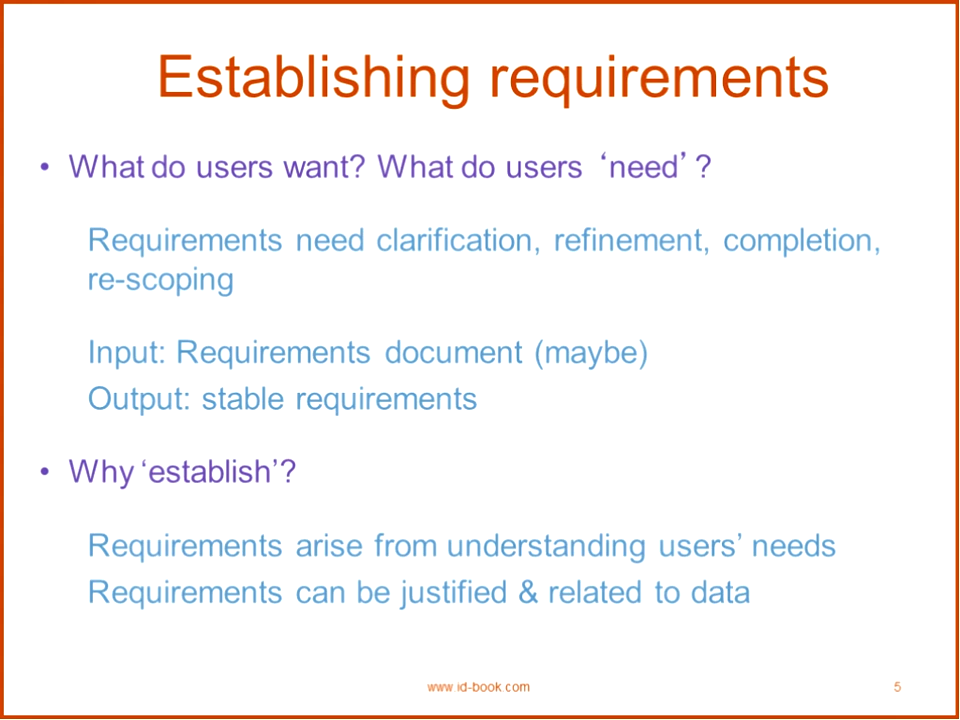 Establishing requirements
• What do users want? What do users ‘need’?
Requirements need clarification, refinement, completion,
re-scoping
Input: Requirements document (maybe)
Output: stable requirements
• Why ‘establish’?
Requirements arise from understanding users’ needs
Requirements can be justified & related to data
www.id-book.com
5